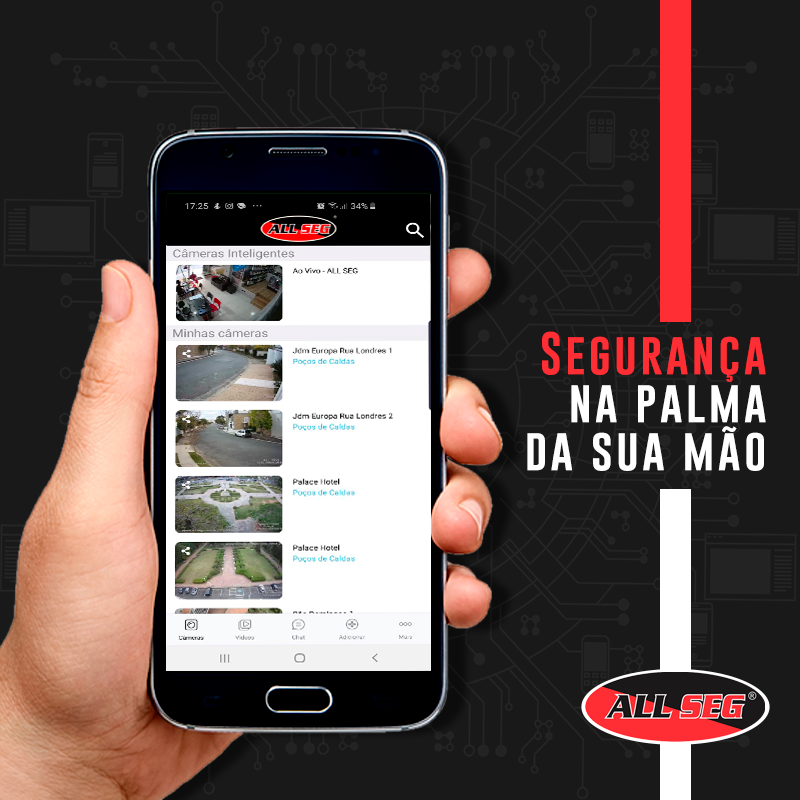 17:25
34%
ALL SEG®
Câmeras Inteligentes
Ao Vivo - ALL SEG
Minhas câmeras
Jdm Europa Rua Londres 1
Poços de Caldas
Jdm Europa Rua Londres 2
Poços de Caldas
Palace Hotel
Poços de Caldas
Palace Hotel
Poços de Caldas
Câmeras
Vídeos
Chat
Adicionar
Mais
SEGURANÇA
NA PALMA
DA SUA MÃO
ALL SEG®